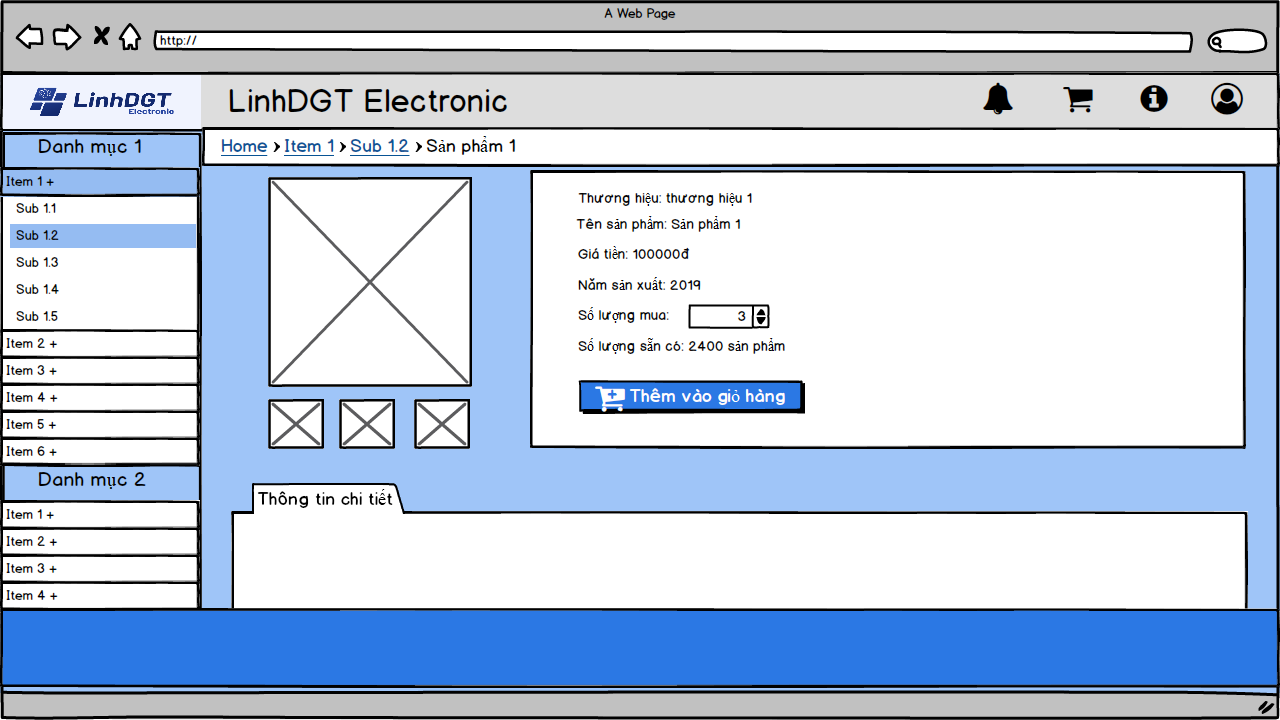 A Web Page
http://
LinhDGT
Electronic
LinhDGT Electronic
Home > Item 1 > Sub 1.2 > Sản phẩm 1
Danh mục 1
Item 1 +
Sub 1.1
Sub 1.2
Sub 1.3
Sub 1.4
Sub 1.5
Item 2 +
Item 3 +
Item 4 +
Item 5 +
Item 6 +
Danh mục 2
Item 1 +
Item 2 +
Item 3 +
Item 4 +
Thương hiệu: thương hiệu 1
Tên sản phẩm: Sản phẩm 1
Giá tiền: 100000đ
Năm sản xuất: 2019
Số lượng mua: 3
Số lượng sẵn có: 2400 sản phẩm
Thêm vào giỏ hàng
Thông tin chi tiết